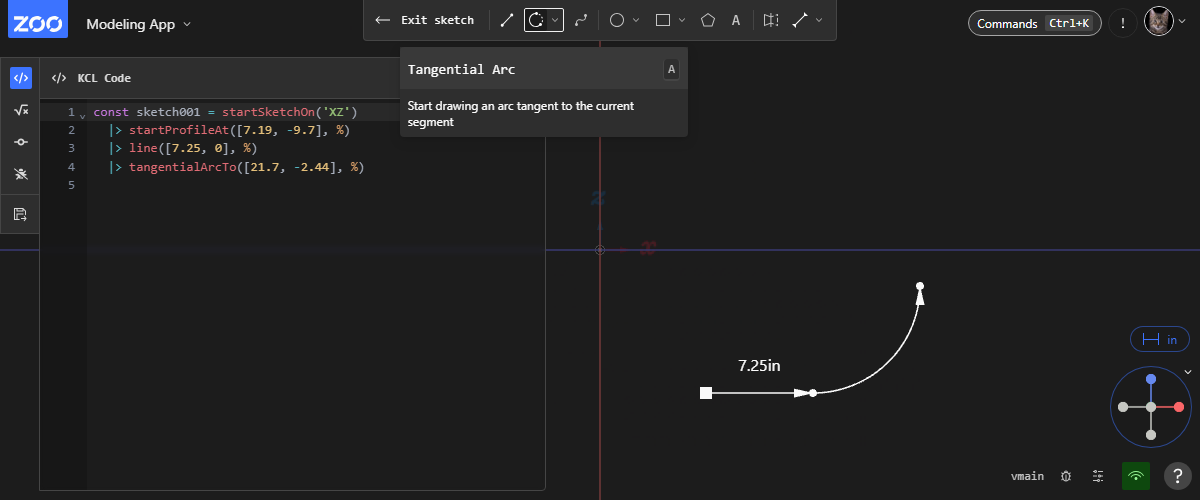 ZOO
Modeling App
Exit sketch
A
Commands Ctrl+K
!
Tangential Arc A
Start drawing an arc tangent to the current
segment
KCL Code
1 const sketch001 = startSketchOn('XZ')
2 |> startProfileAt([7.19, -9.7], %)
3 |> line([7.25, 0], %)
4 |> tangentialArcTo([21.7, -2.44], %)
5
z
x
7.25in
in
vmain
?